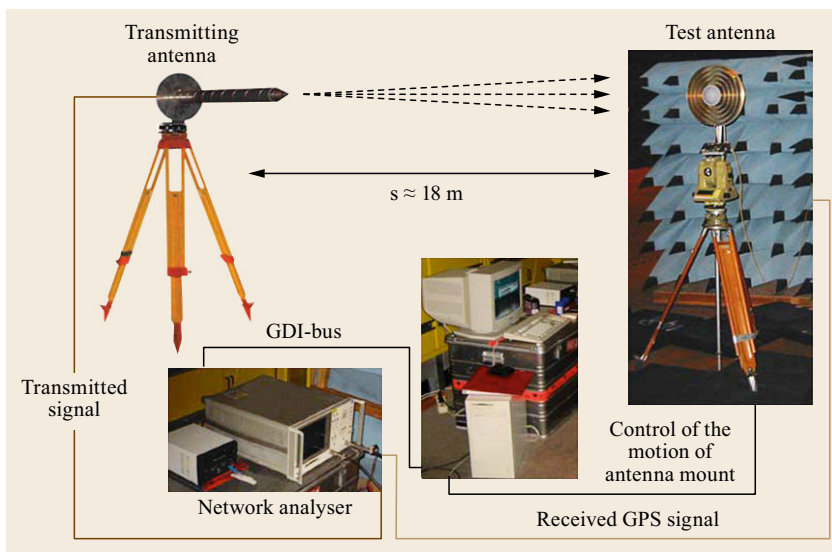 Transmitting
antenna
Test antenna
s ≈ 18 m
GDI-bus
Transmitted
signal
Control of the
motion of
antenna mount
Network analyser
Received GPS signal